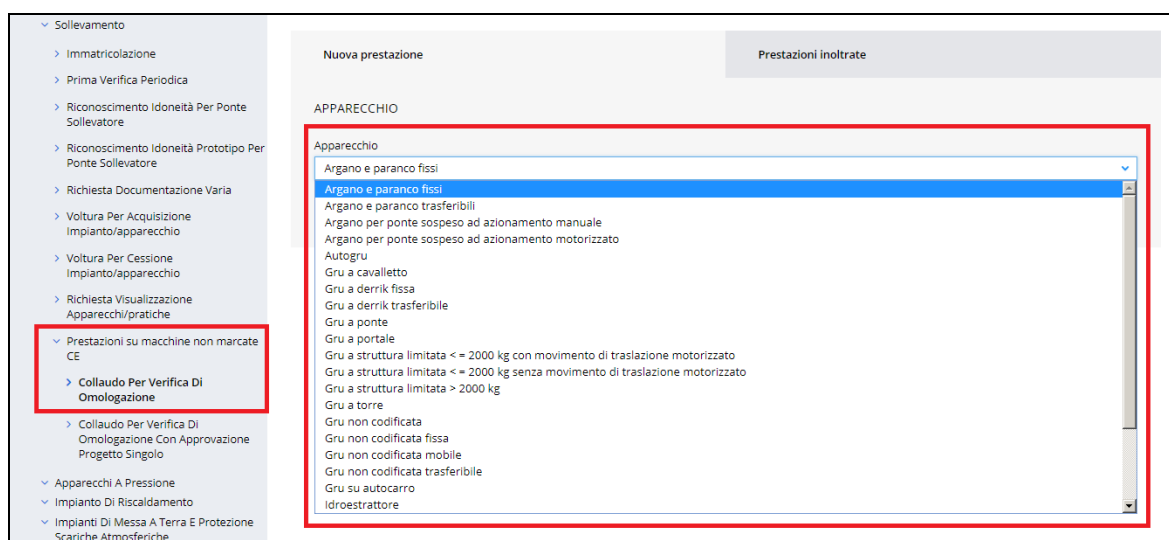 Sollevamento
Immatricolazione
Prima Verifica Periodica
Riconoscimento Idoneità Per Ponte
Sollevatore
Riconoscimento Idoneità Prototipo Per
Ponte Sollevatore
Richiesta Documentazione Varia
Voltura Per Acquisizione
Impianto/apparecchio
Voltura Per Cessione
Impianto/apparecchio
Richiesta Visualizzazione
Apparecchi/pratiche
Prestazioni su macchine non marcate
CE
Collaudo Per Verifica Di
Omologazione
Collaudo Per Verifica Di
Omologazione Con Approvazione
Progetto Singolo
Apparecchi A Pressione
Impianto Di Riscaldamento
Impianti Di Messa A Terra E Protezione
Scariche Atmosferiche
Nuova prestazione
Prestazioni inoltrate
APPARECCHIO
Apparecchio
Argano e paranco fissi
Argano e paranco fissi
Argano e paranco trasferibili
Argano per ponte sospeso ad azionamento manuale
Argano per ponte sospeso ad azionamento motorizzato
Autogru
Gru a cavalletto
Gru a derrik fissa
Gru a derrik trasferibile
Gru a ponte
Gru a portale
Gru a struttura limitata < = 2000 kg con movimento di traslazione motorizzato
Gru a struttura limitata < = 2000 kg senza movimento di traslazione motorizzato
Gru a struttura limitata > 2000 kg
Gru a torre
Gru non codificata
Gru non codificata fissa
Gru non codificata mobile
Gru non codificata trasferibile
Gru su autocarro
Idroestrattore